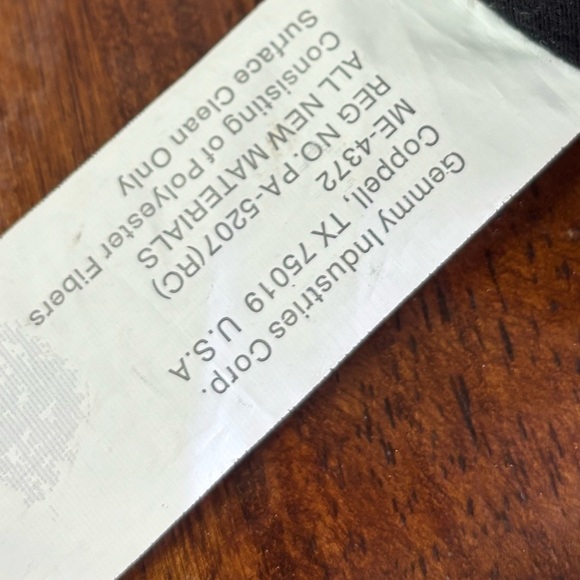 Gemmy Industries Corp.
Coppell, TX 75019 U.S.A
ME-4372
REG NO.PA-5207(RC)
ALL NEW MATERIALS
Consisting of Polyester Fibers
Surface Clean Only